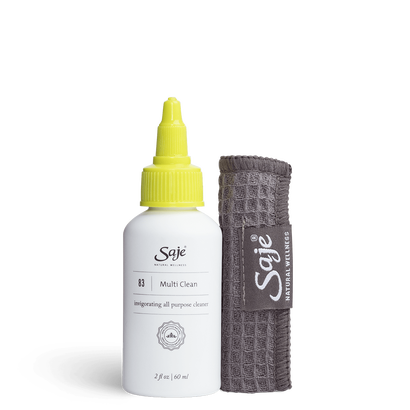 Saje®
NATURAL WELLNESS
83 | Multi Clean
invigorating all purpose cleaner
2 fl oz | 60 ml
Saje®
NATURAL WELLNESS